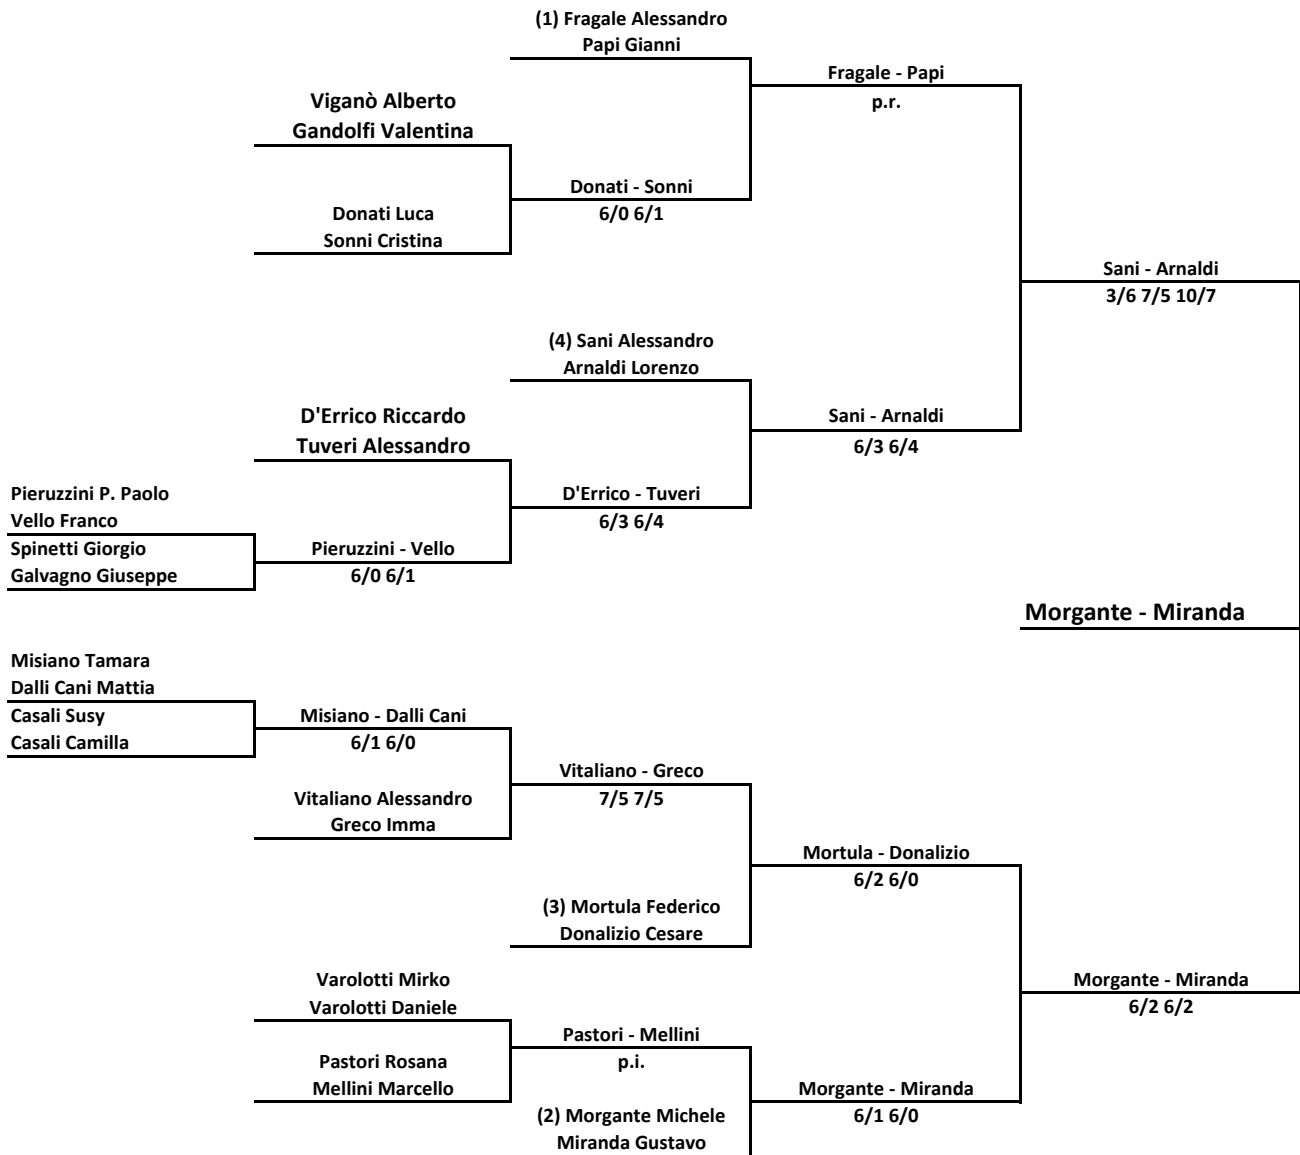 (1) Fragale Alessandro
Papi Gianni
Fragale - Papi
p.r.
Viganò Alberto
Gandolfi Valentina
Donati - Sonni
6/0 6/1
Donati Luca
Sonni Cristina
Sani - Arnaldi
3/6 7/5 10/7
(4) Sani Alessandro
Arnaldi Lorenzo
D'Errico Riccardo
Tuveri Alessandro
Sani - Arnaldi
6/3 6/4
Pieruzzini P. Paolo
Vello Franco
D'Errico - Tuveri
6/3 6/4
Spinetti Giorgio
Galvagno Giuseppe
Pieruzzini - Vello
6/0 6/1
Morgante - Miranda
Misiano Tamara
Dalli Cani Mattia
Casali Susy
Casali Camilla
Misiano - Dalli Cani
6/1 6/0
Vitaliano - Greco
7/5 7/5
Vitaliano Alessandro
Greco Imma
Mortula - Donalizio
6/2 6/0
(3) Mortula Federico
Donalizio Cesare
Varolotti Mirko
Varolotti Daniele
Morgante - Miranda
6/2 6/2
Pastori - Mellini
p.i.
Pastori Rosana
Mellini Marcello
Morgante - Miranda
6/1 6/0
(2) Morgante Michele
Miranda Gustavo